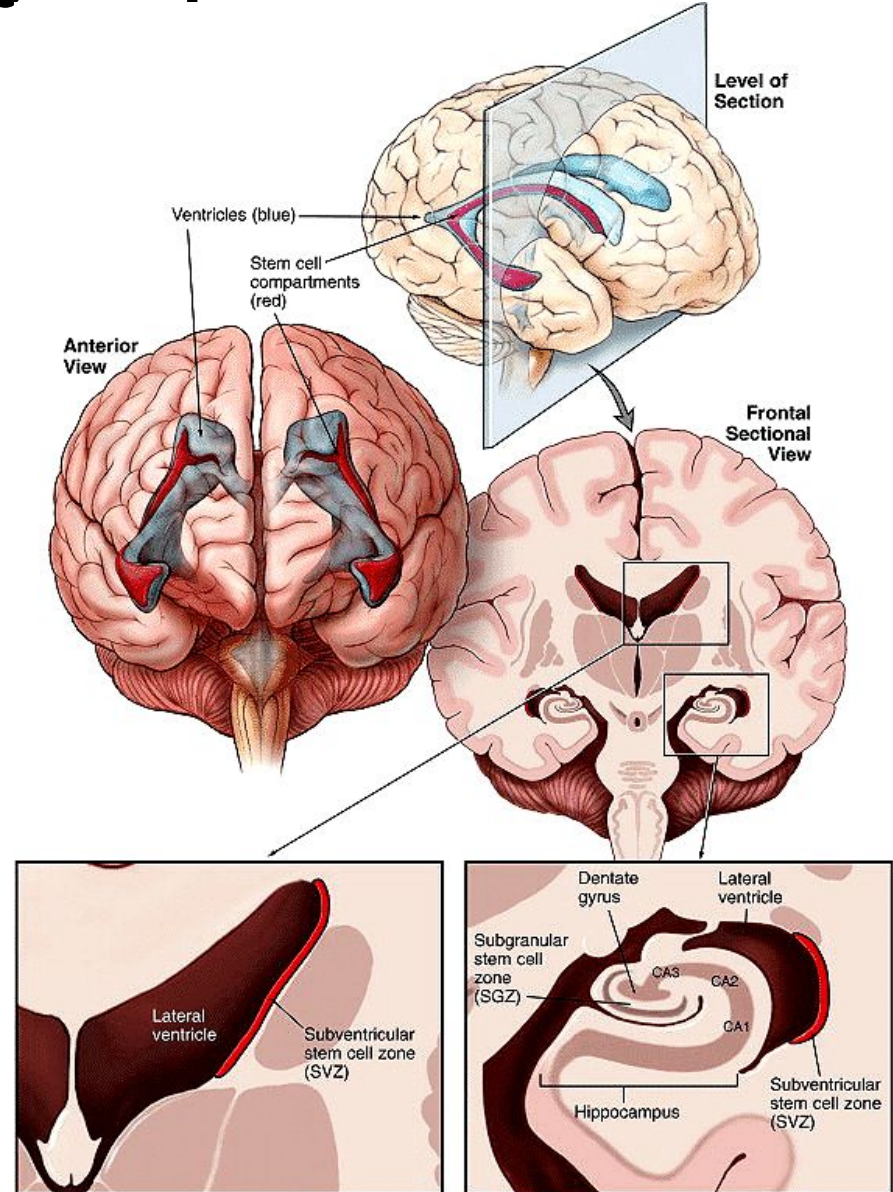 Level of
Section
Ventricles (blue)
Stem cell
compartments
(red)
Anterior
View
Frontal
Sectional
View
Dentate
gyrus
Lateral
ventricle
Subgranular
stem cell
zone
(SGZ)
CA3
CA2
CA1
Lateral
ventricle
Subventricular
stem cell zone
(SVZ)
Hippocampus
Subventricular
stem cell zone
(SVZ)